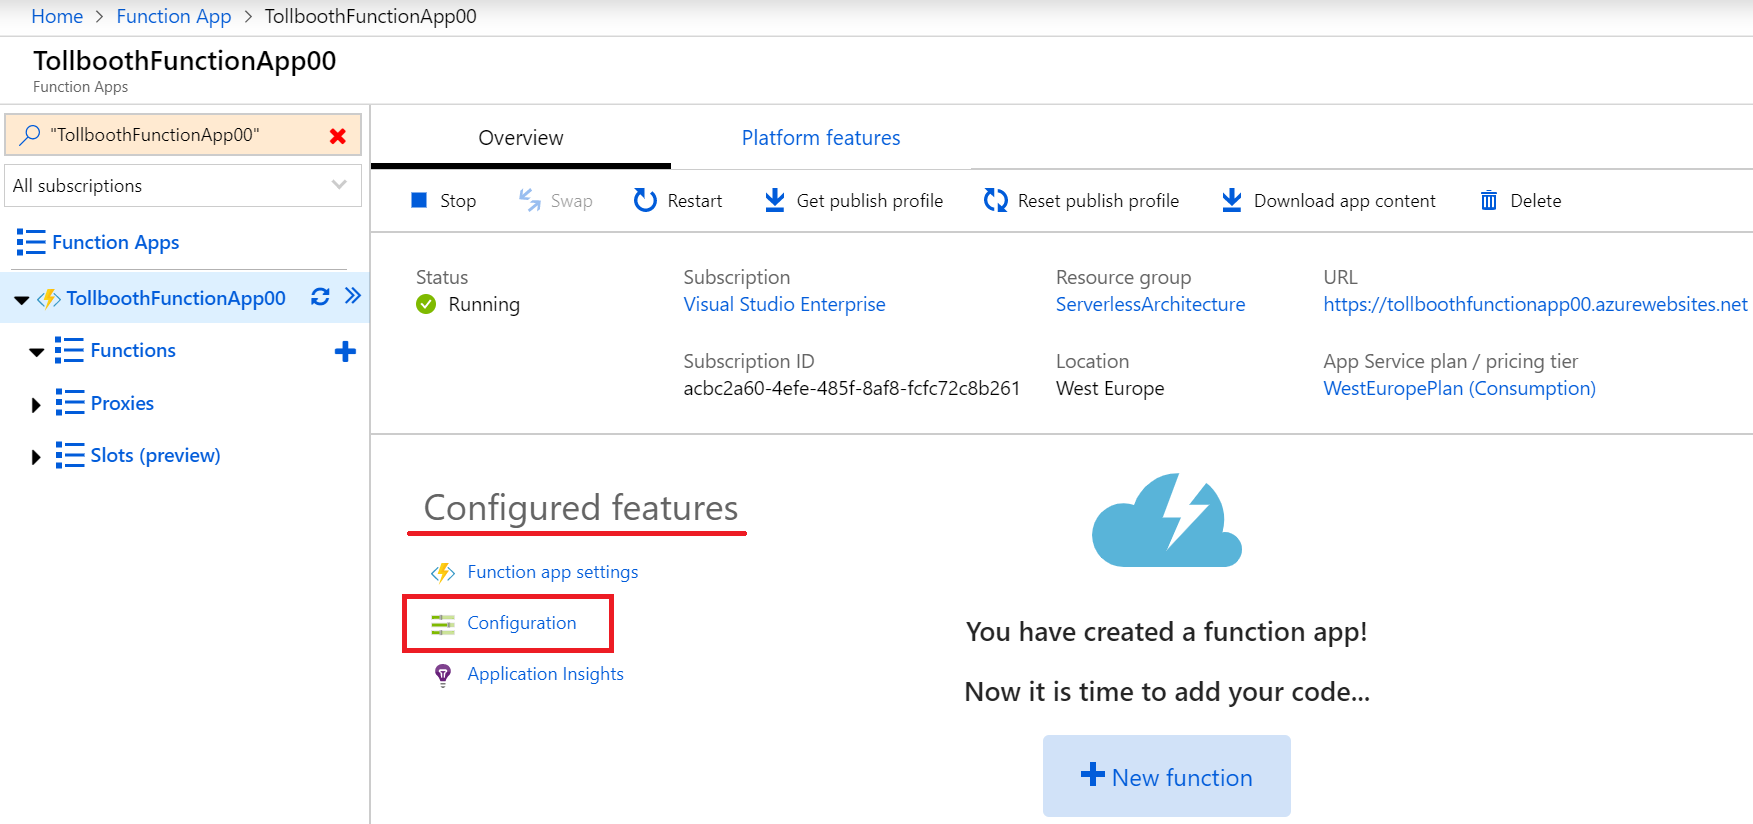 Home > Function App > TollboothFunctionApp00
TollboothFunctionApp00
Function Apps
"TollboothFunctionApp00"
All subscriptions
Function Apps
TollboothFunctionApp00
Functions
Proxies
Slots (preview)
Overview
Platform features
Stop
Swap
Restart
Get publish profile
Reset publish profile
Download app content
Delete
Status
Running
Subscription
Visual Studio Enterprise
Resource group
ServerlessArchitecture
URL
https://tollboothfunctionapp00.azurewebsites.net
Subscription ID
acbc2a60-4efe-485f-8af8-fcfc72c8b261
Location
West Europe
App Service plan / pricing tier
WestEuropePlan (Consumption)
Configured features
Function app settings
Configuration
Application Insights
You have created a function app!
Now it is time to add your code...
New function